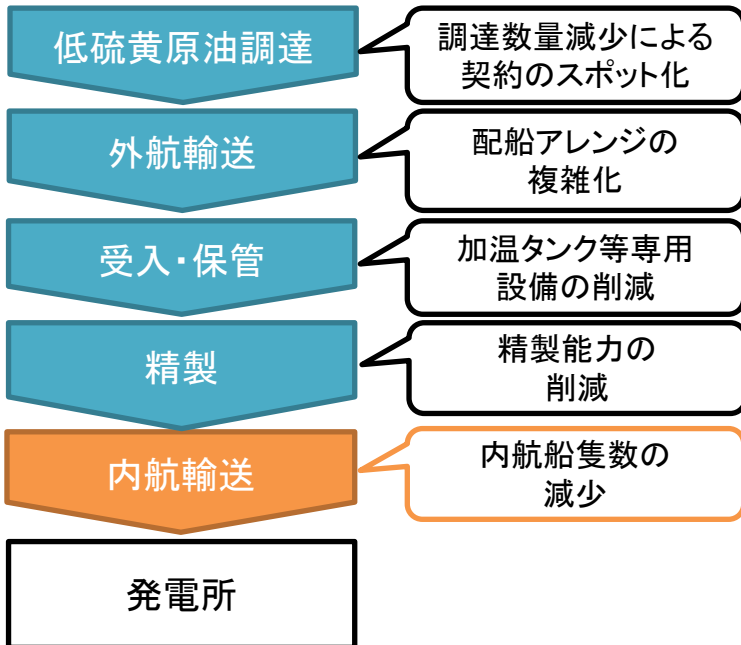 低硫黄原油調達
調達数量減少による
契約のスポット化
外航輸送
配船アレンジの
複雑化
受入・保管
加温タンク等専用
設備の削減
精製
精製能力の
削減
内航輸送
内航船隻数の
減少
発電所